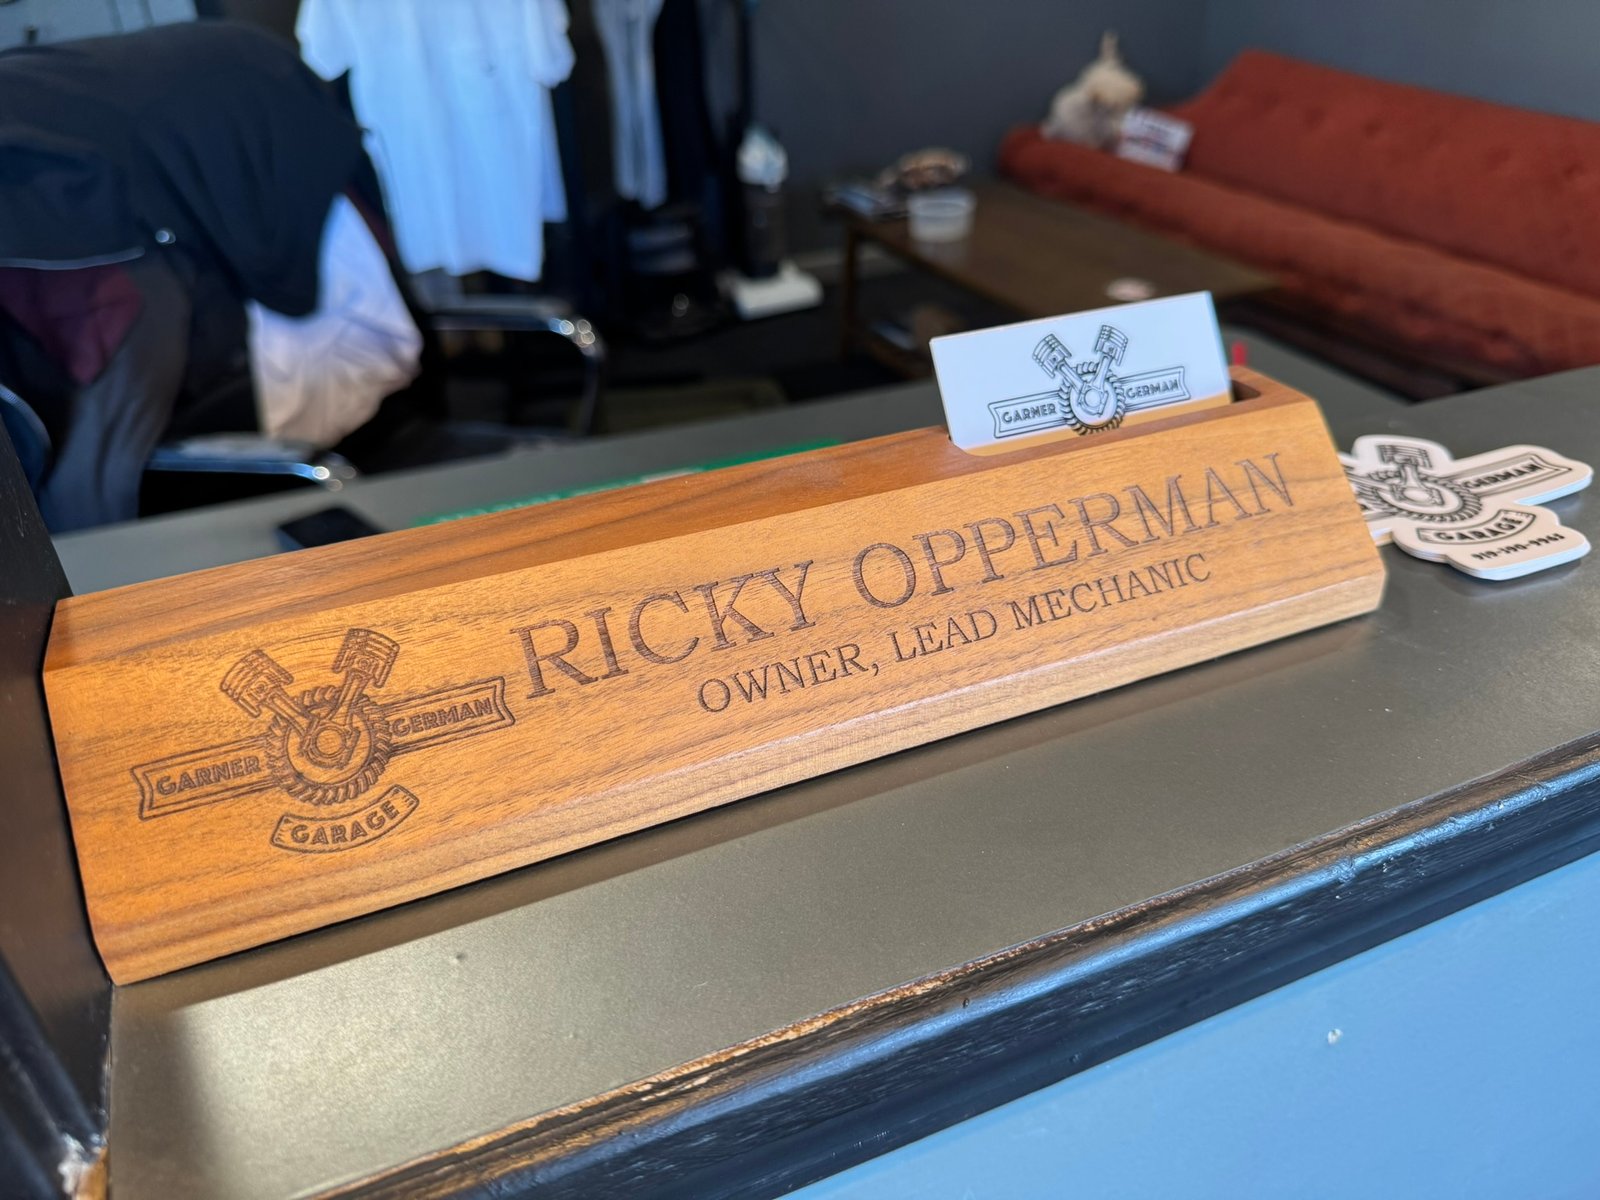 GARNER GERMAN
GARAGE
RICKY OPPERMAN
OWNER, LEAD MECHANIC
GARNER GERMAN
GERMAN
GARAGE